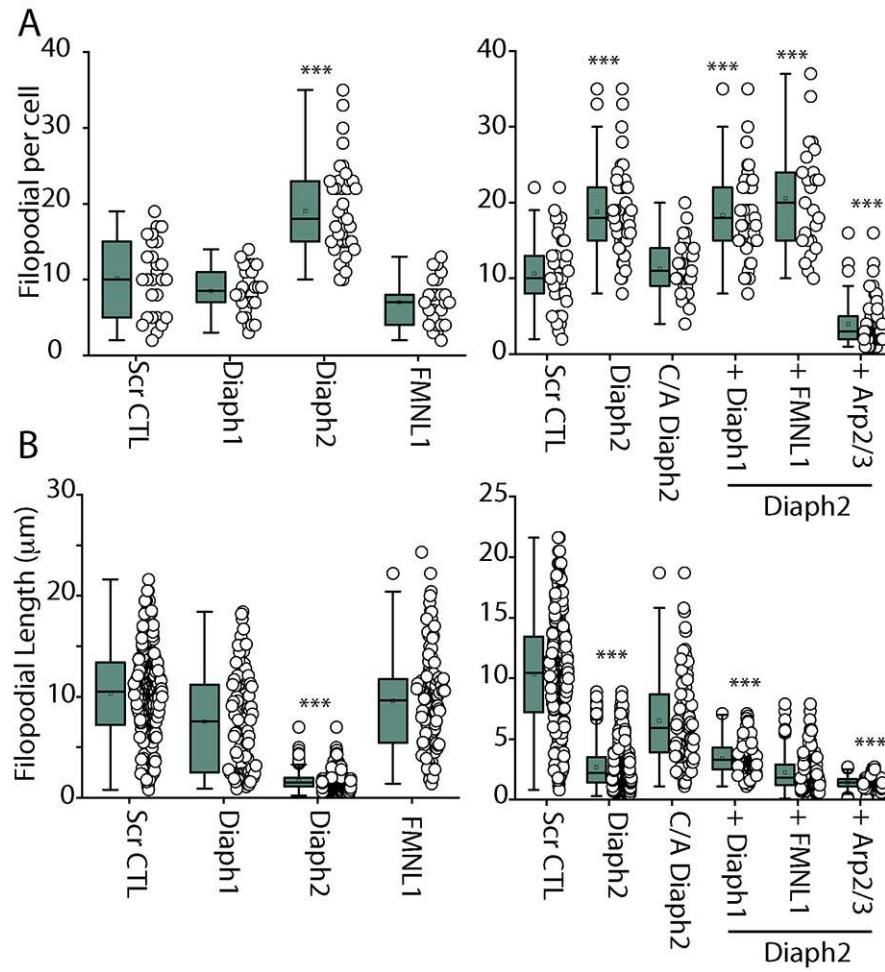 A
Filopodial per cell
40
30
20
10
0
***
Scr CTL
Diaph1
Diaph2
FMNL1
40
30
20
10
0
***
***
***
***
Scr CTL
Diaph2
C/A Diaph2
+ Diaph1
+ FMNL1
+ Arp2/3
Diaph2
B
Filopodial Length (μm)
30
20
10
0
***
Scr CTL
Diaph1
Diaph2
FMNL1
25
20
15
10
5
0
***
***
***
Scr CTL
Diaph2
C/A Diaph2
+ Diaph1
+ FMNL1
+ Arp2/3
Diaph2